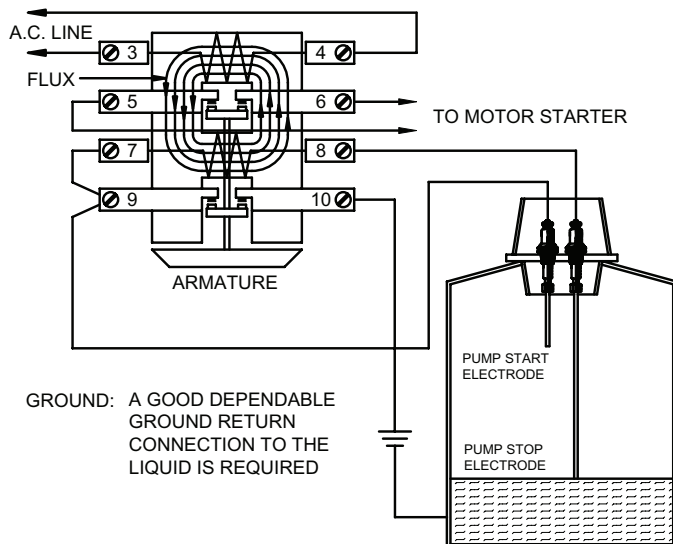 A.C. LINE
3
4
FLUX
5
6
TO MOTOR STARTER
7
8
9
10
ARMATURE
PUMP START
ELECTRODE
GROUND: A GOOD DEPENDABLE
GROUND RETURN
CONNECTION TO THE
LIQUID IS REQUIRED
PUMP STOP
ELECTRODE